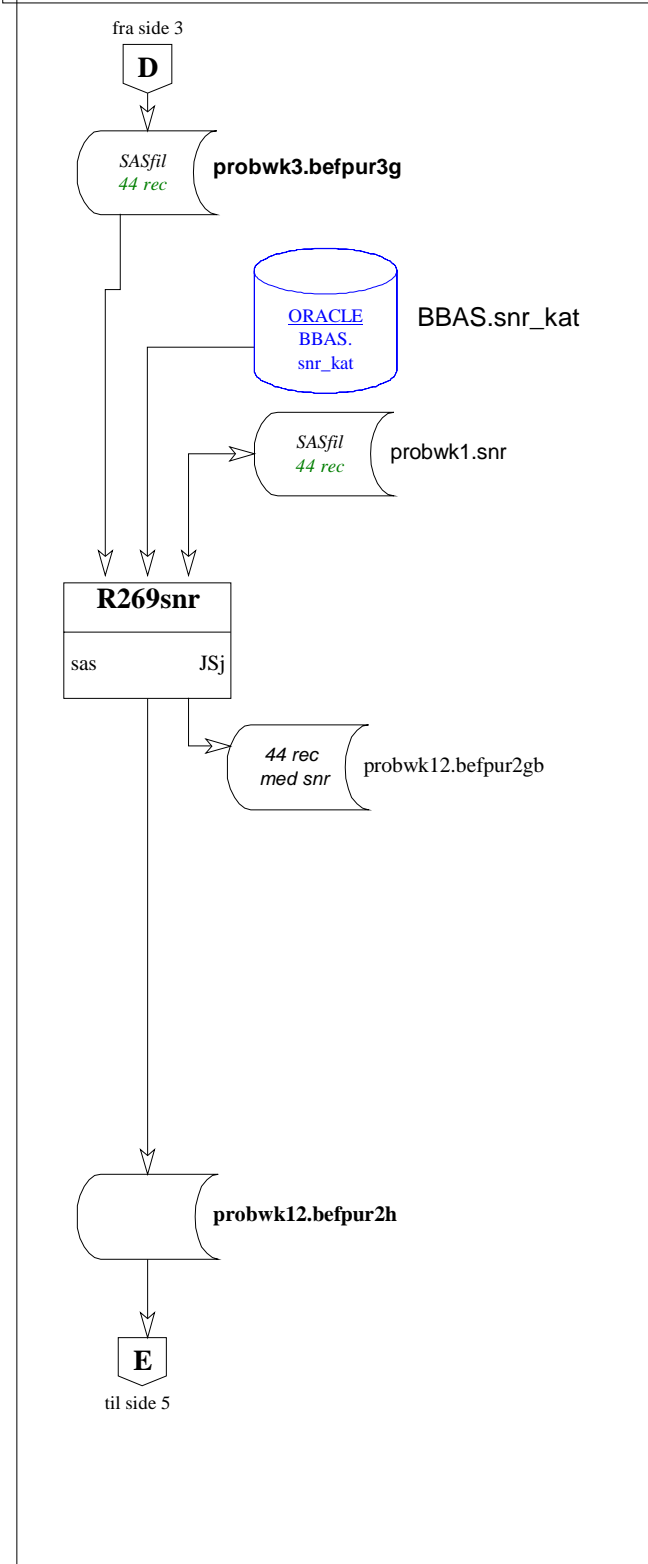 fra side 3
D
SASfil
44 rec
probwk3.befpur3g
ORACLE
BBAS.
snr_kat
BBAS.snr_kat
SASfil
44 rec
probwk1.snr
R269snr
sas JSj
44 rec
med snr
probwk12.befpur2gb
probwk12.befpur2h
E
til side 5